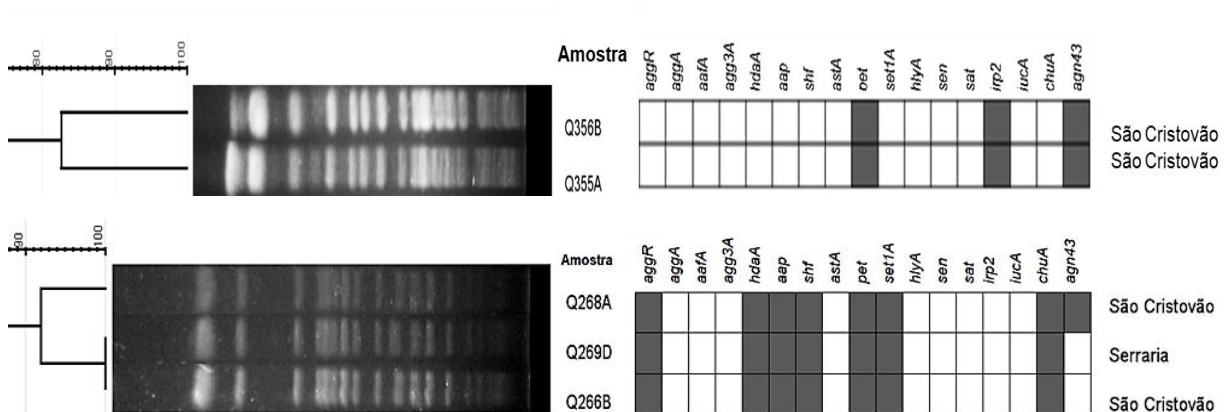 80 90 100
Amostra
aggR aggA aafA agg3A hdaA aap shf astA pet set1A hlyA sen sat irp2 iucA chuA agn43
Q356B São Cristovão
Q355A São Cristovão
90 100
Amostra
aggR aggA aafA agg3A hdaA aap shf astA pet set1A hlyA sen sat irp2 iucA chuA agn43
Q268A São Cristovão
Q269D Serraria
Q266B São Cristovão